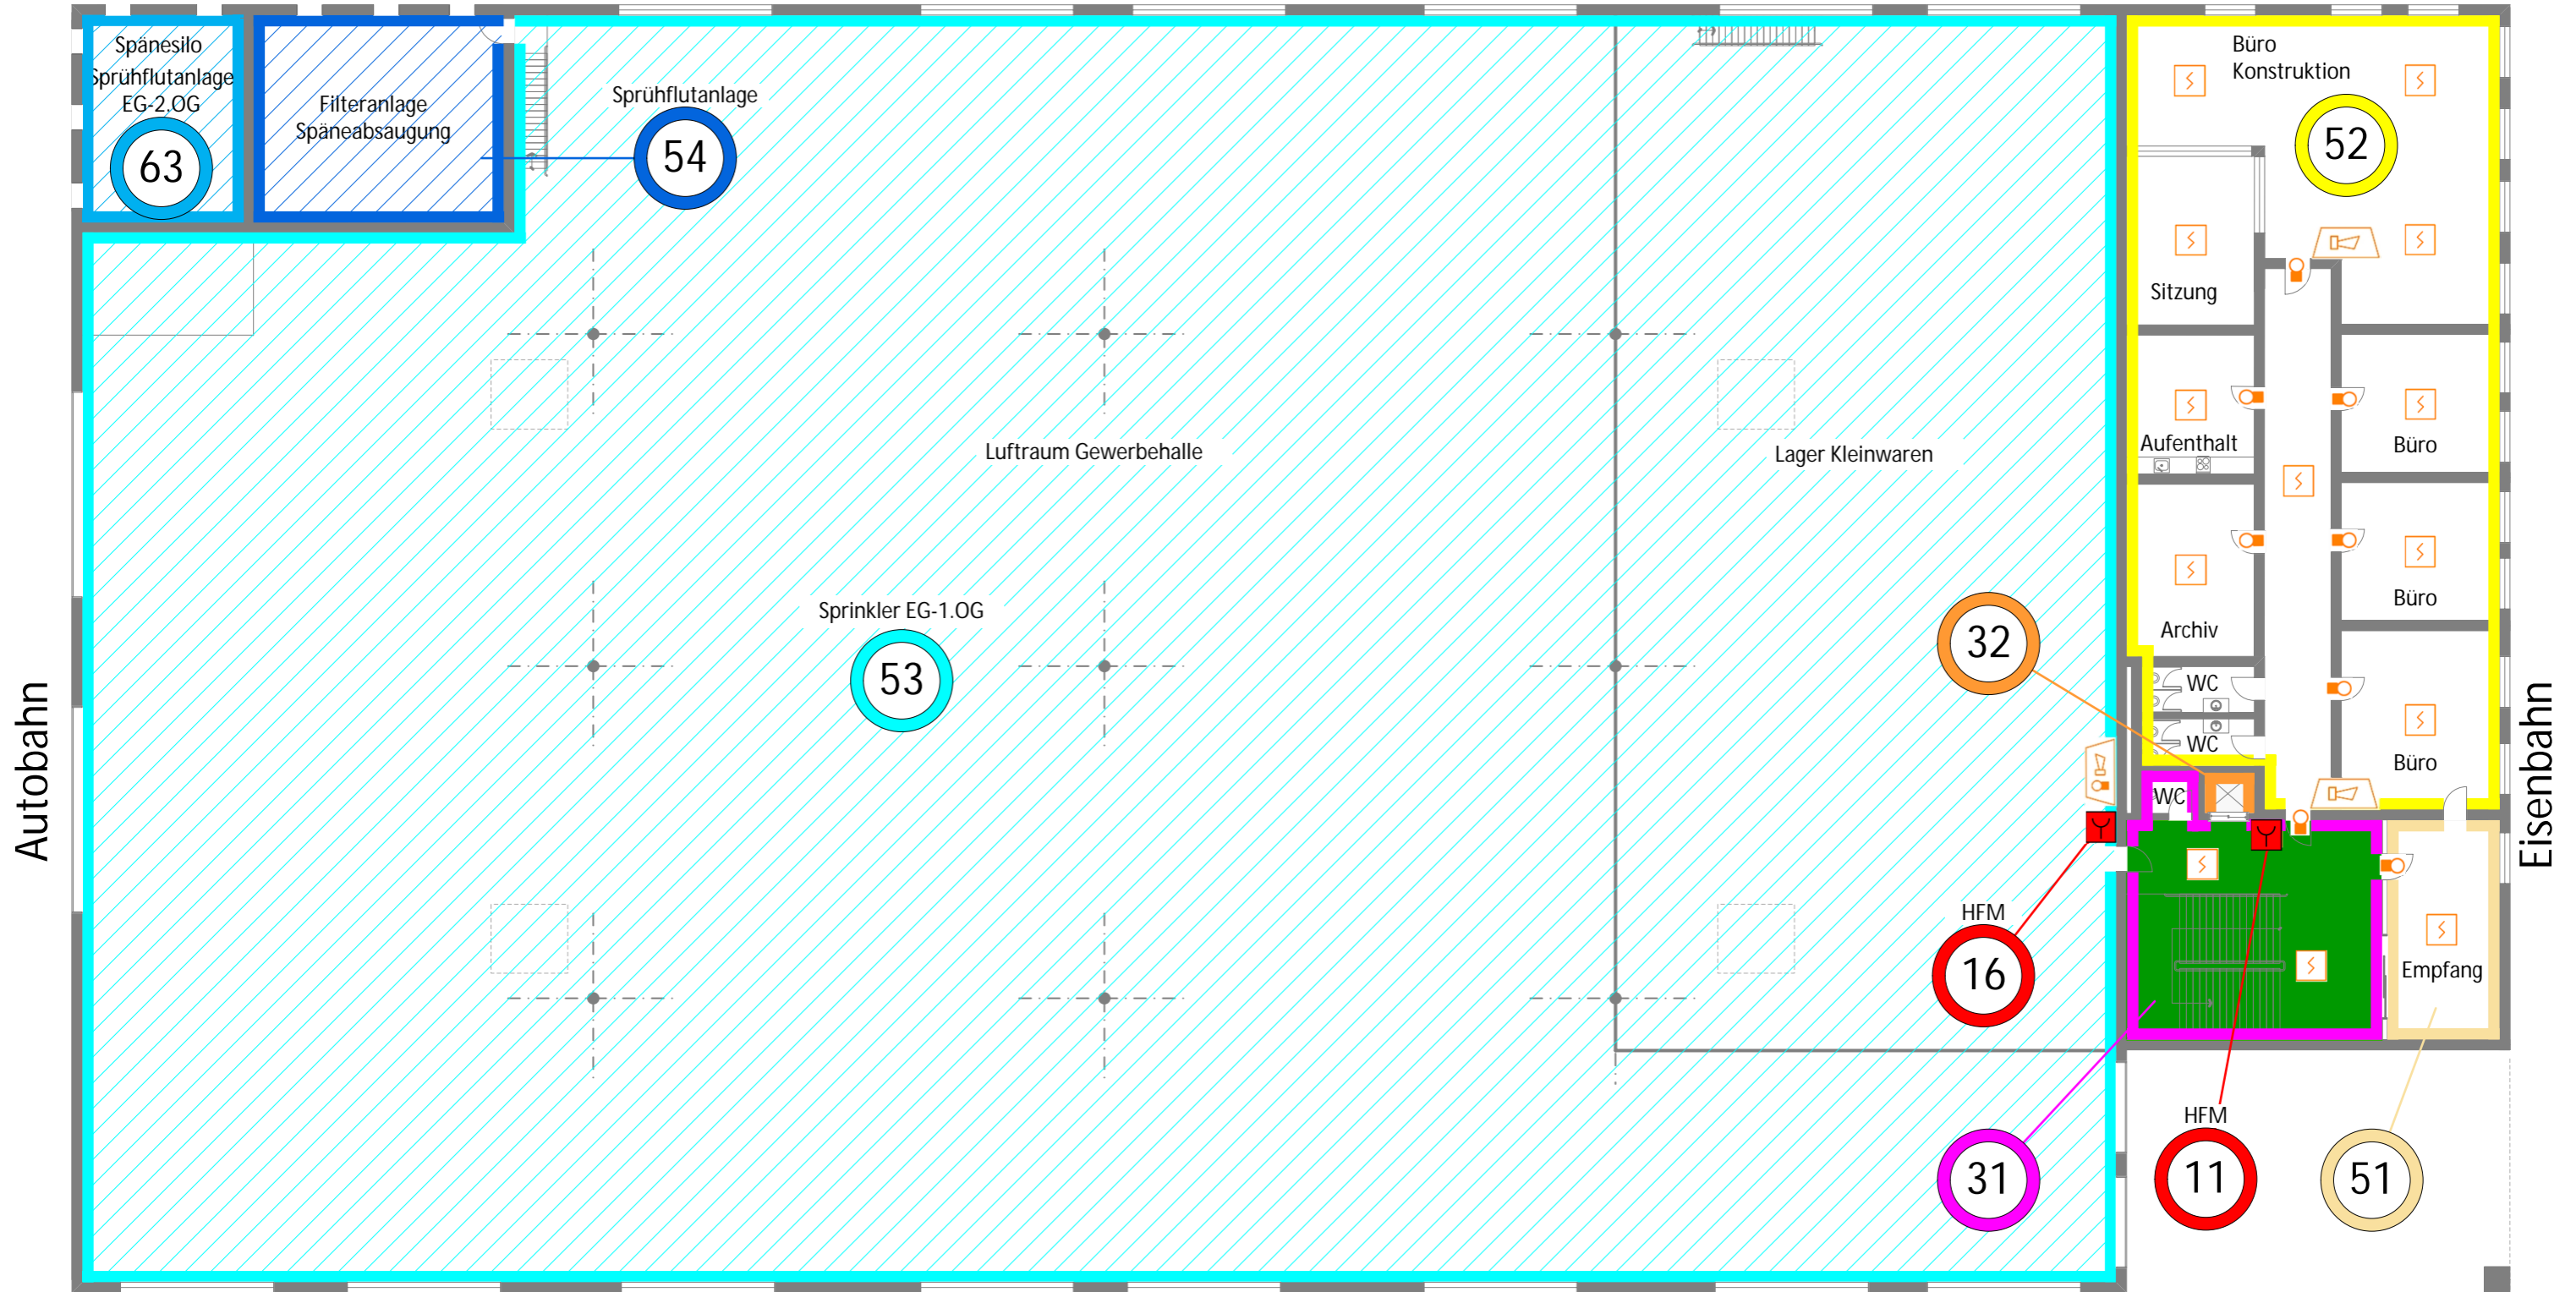 Spänesilo
Sprühflutanlage
EG-2.OG
63
Filteranlage
Späneabsaugung
Sprühflutanlage
54
Büro
Konstruktion
52
Sitzung
Luftraum Gewerbehalle
Lager Kleinwaren
Aufenthalt
Büro
Sprinkler EG-1.OG
53
32
Archiv
Büro
WC
WC
Büro
WC
Autobahn
Eisenbahn
HFM
16
Empfang
31
HFM
11
51